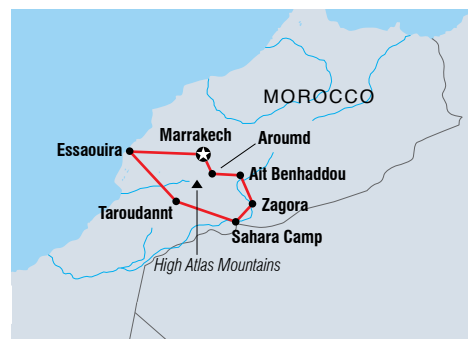 MOROCCO
Marrakech
Aroumd
Essaouira
Ait Benhaddou
Zagora
Taroudannt
Sahara Camp
High Atlas Mountains